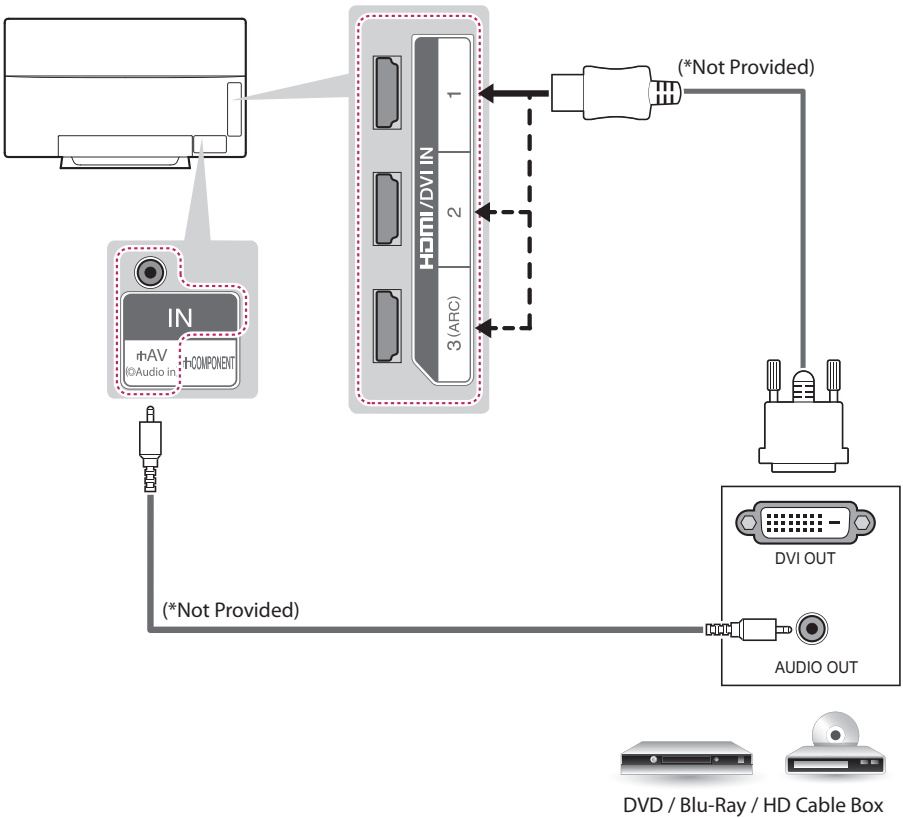 (*Not Provided)
HDMI/DVI IN
1
2
3 (ARC)
IN
AV
(Audio in)
COMPONENT
DVI OUT
(*Not Provided)
AUDIO OUT
DVD / Blu-Ray / HD Cable Box